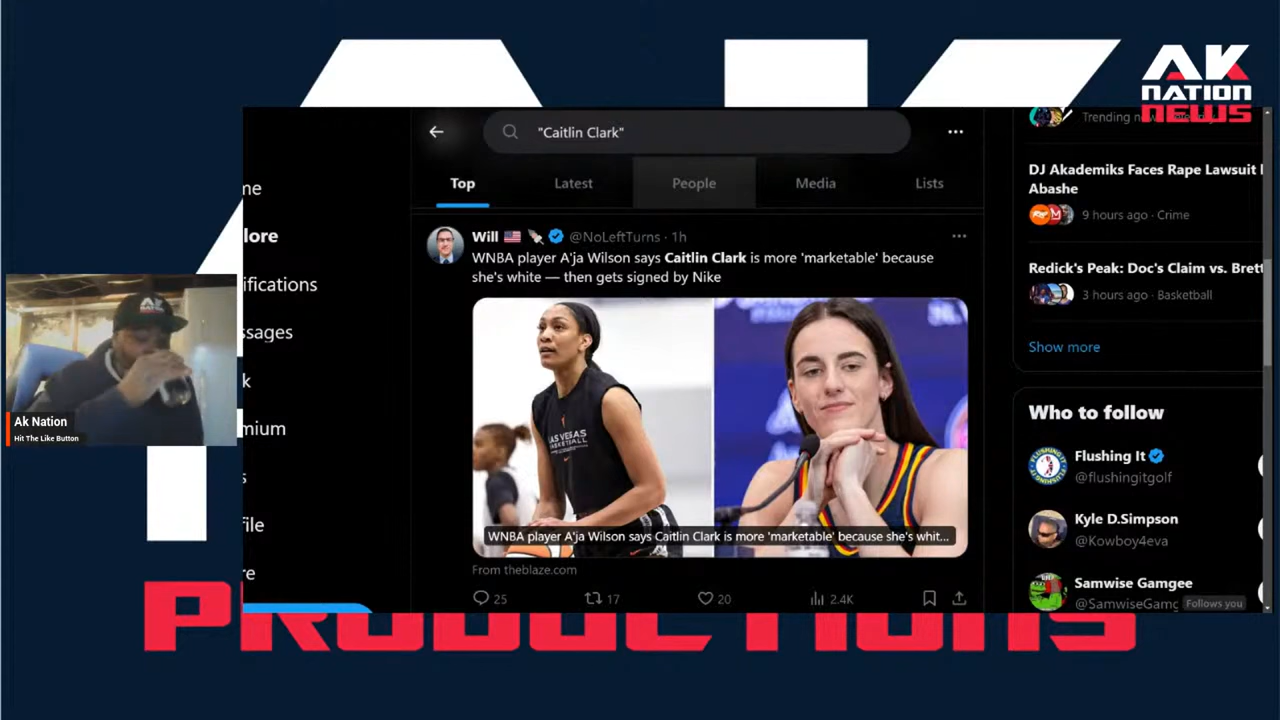 AK
NATION
NEWS
"Caitlin Clark"
me
Top
Latest
People
Media
Lists
lore
ifications
ssages
k
mium
s
file
re
Will @NoLeftTurns · 1h
WNBA player A'ja Wilson says Caitlin Clark is more 'marketable' because
she's white — then gets signed by Nike
LAS VEGAS
BASKETBALL
WNBA player A'ja Wilson says Caitlin Clark is more 'marketable' because she's whit...
From theblaze.com
25
17
20
2.4K
DJ Akademiks Faces Rape Lawsuit
Abashe
9 hours ago · Crime
Redick's Peak: Doc's Claim vs. Brett
3 hours ago · Basketball
Show more
Who to follow
Flushing It
@flushingitgolf
Kyle D.Simpson
@Kowboy4eva
Samwise Gamgee
@SamwiseGamg
Follows you
Ak Nation
Hit The Like Button
PRODUCTIONS